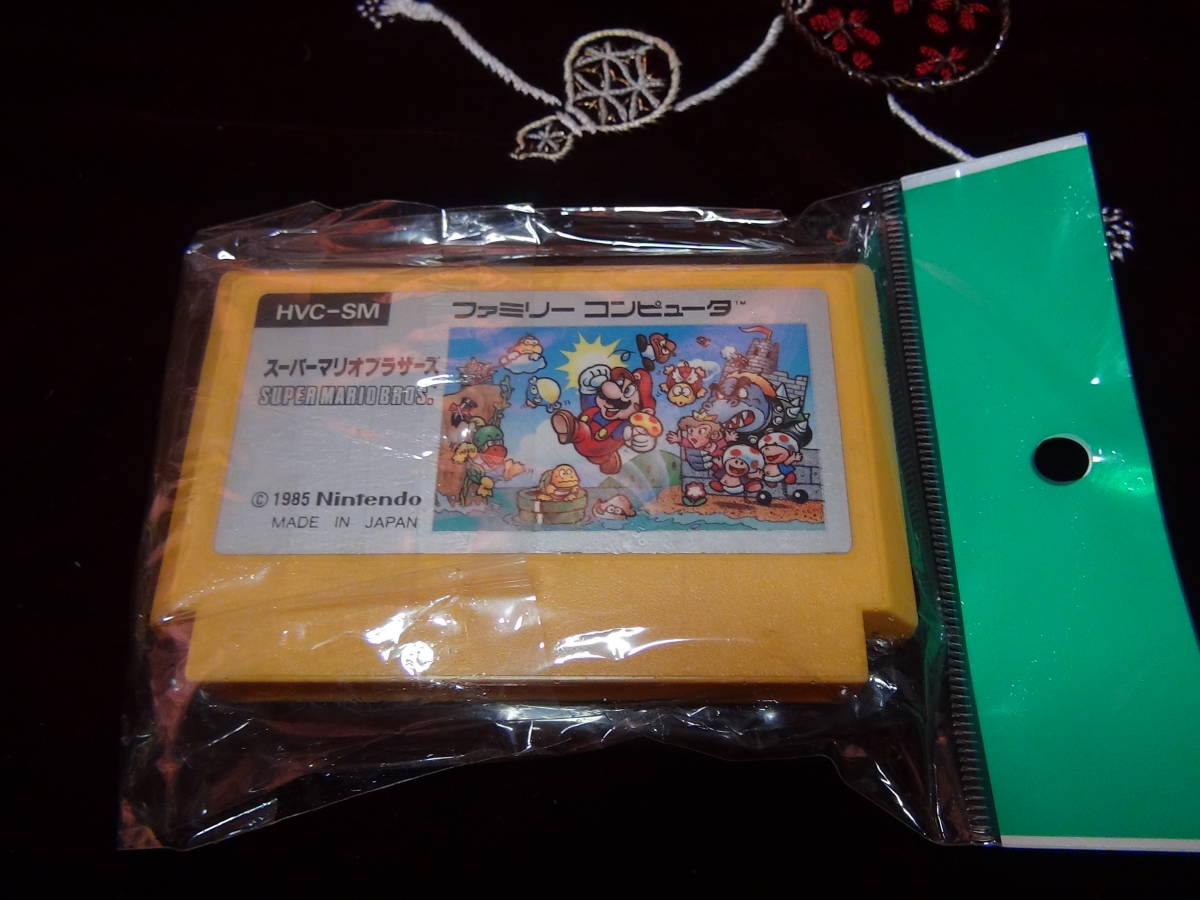 HVC-SM
ファミリー コンピュータ™
スーパーマリオブラザーズ
SUPER MARIO BROS.
© 1985 Nintendo
MADE IN JAPAN